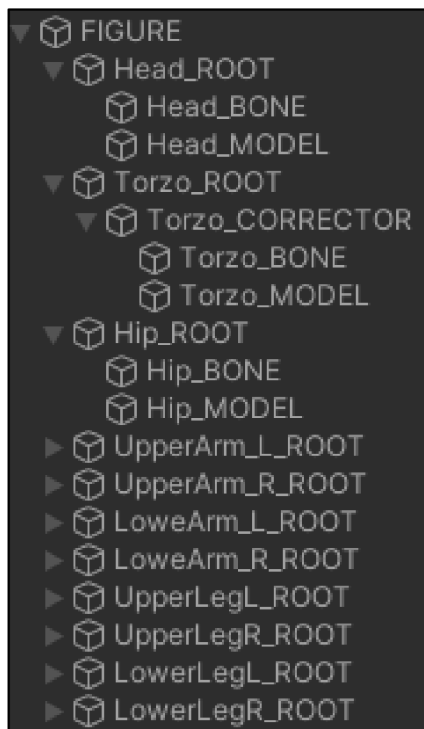 FIGURE
Head_ROOT
Head_BONE
Head_MODEL
Torzo_ROOT
Torzo_CORRECTOR
Torzo_BONE
Torzo_MODEL
Hip_ROOT
Hip_BONE
Hip_MODEL
UpperArm_L_ROOT
UpperArm_R_ROOT
LoweArm_L_ROOT
LoweArm_R_ROOT
UpperLegL_ROOT
UpperLegR_ROOT
LowerLegL_ROOT
LowerLegR_ROOT